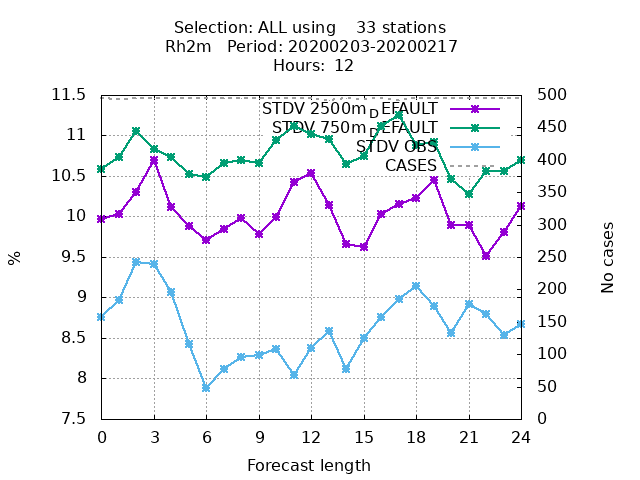 Selection: ALL using    33 stations
Rh2m   Period: 20200203-20200217
Hours:  12
11.5
11
10.5
10
9.5
9
8.5
8
7.5
%
STDV 2500m_DEFAULT
STDV 750m_DEFAULT
STDV OBS
CASES
500
450
400
350
300
250
200
150
100
50
0
No cases
0 3 6 9 12 15 18 21 24
Forecast length